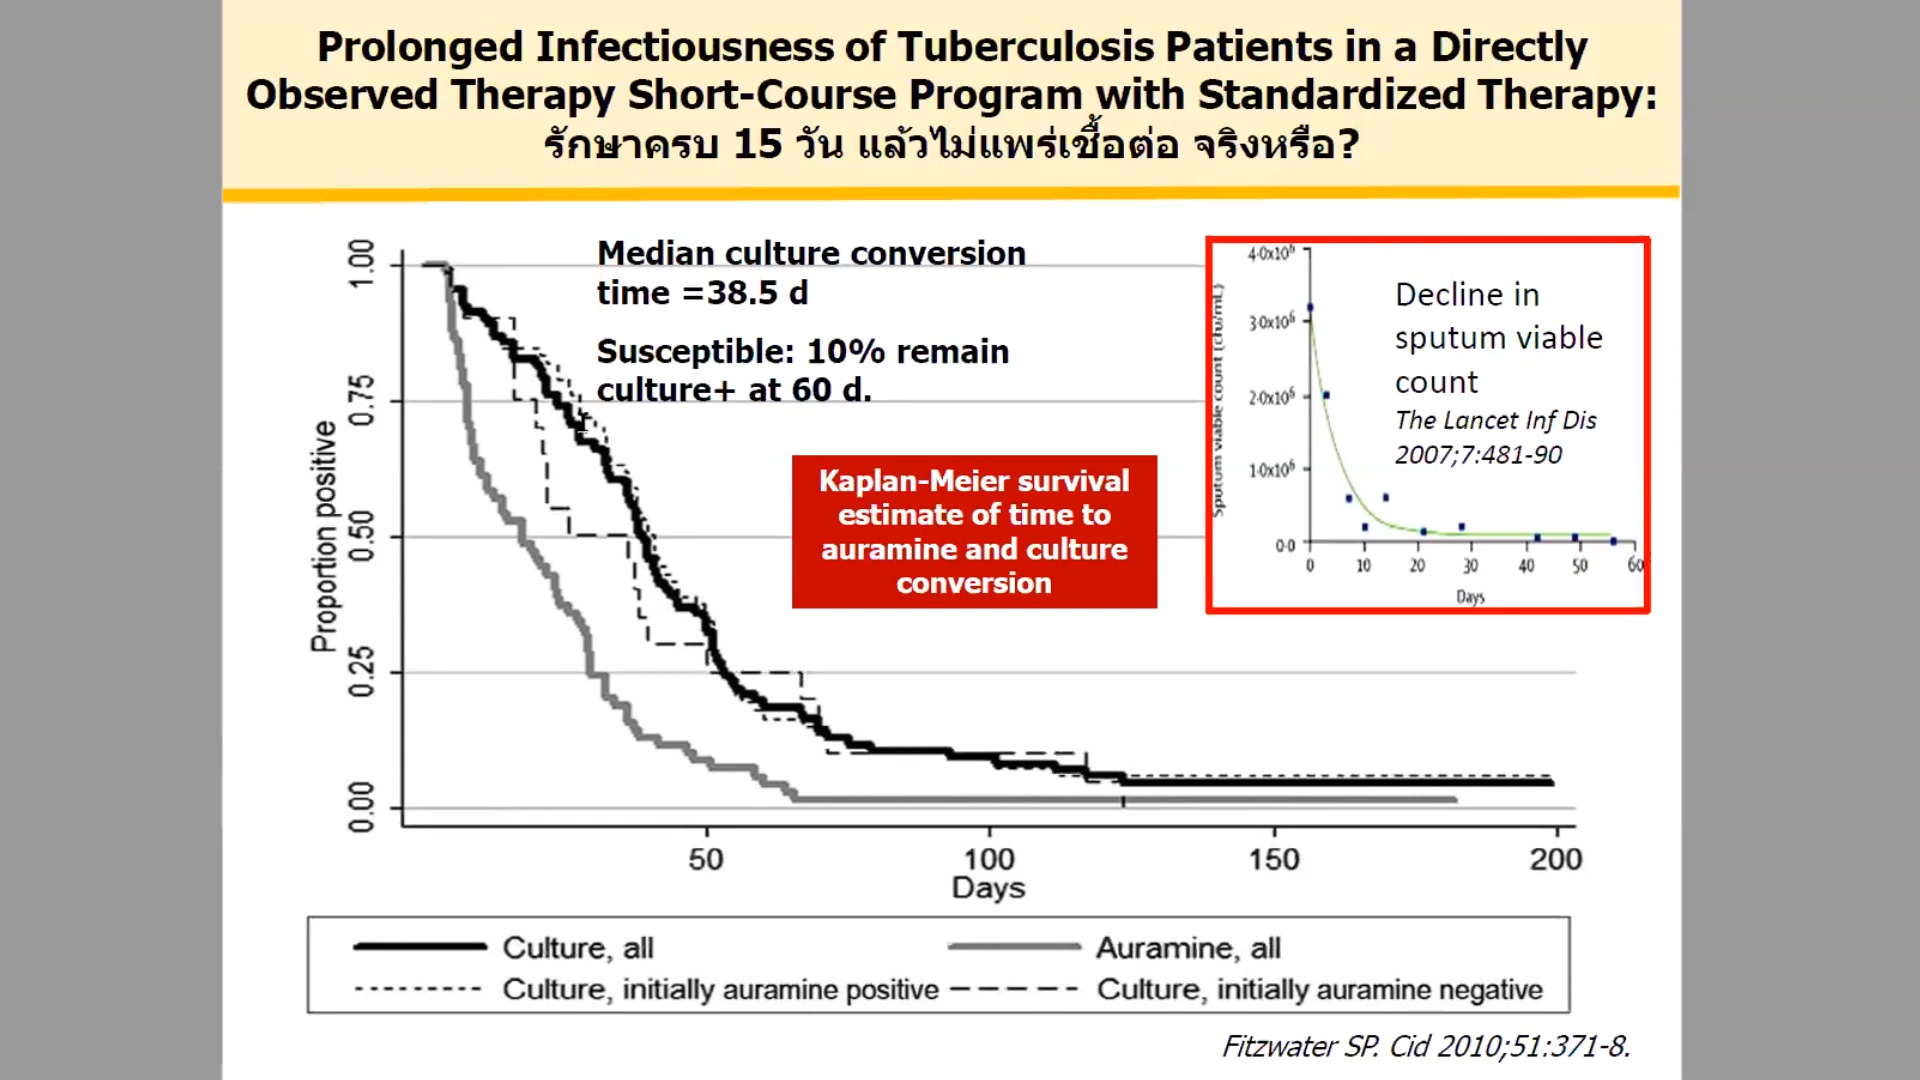 Prolonged Infectiousness of Tuberculosis Patients in a Directly
Observed Therapy Short-Course Program with Standardized Therapy:
รักษาครบ 15 วัน แล้วไม่แพร่เชื้อต่อ จริงหรือ?
Median culture conversion
time =38.5 d
Susceptible: 10% remain
culture+ at 60 d.
Kaplan-Meier survival
estimate of time to
auramine and culture
conversion
Proportion positive
1.00
0.75
0.50
0.25
0.00
50
100
150
200
Days
Sputum viable count (cfu/mL)
4·0x10⁶
3·0x10⁶
2·0x10⁶
1·0x10⁶
0·0
0
10
20
30
40
50
60
Days
Decline in
sputum viable
count
The Lancet Inf Dis
2007;7:481-90
Culture, all
Auramine, all
Culture, initially auramine positive
Culture, initially auramine negative
Fitzwater SP. Cid 2010;51:371-8.